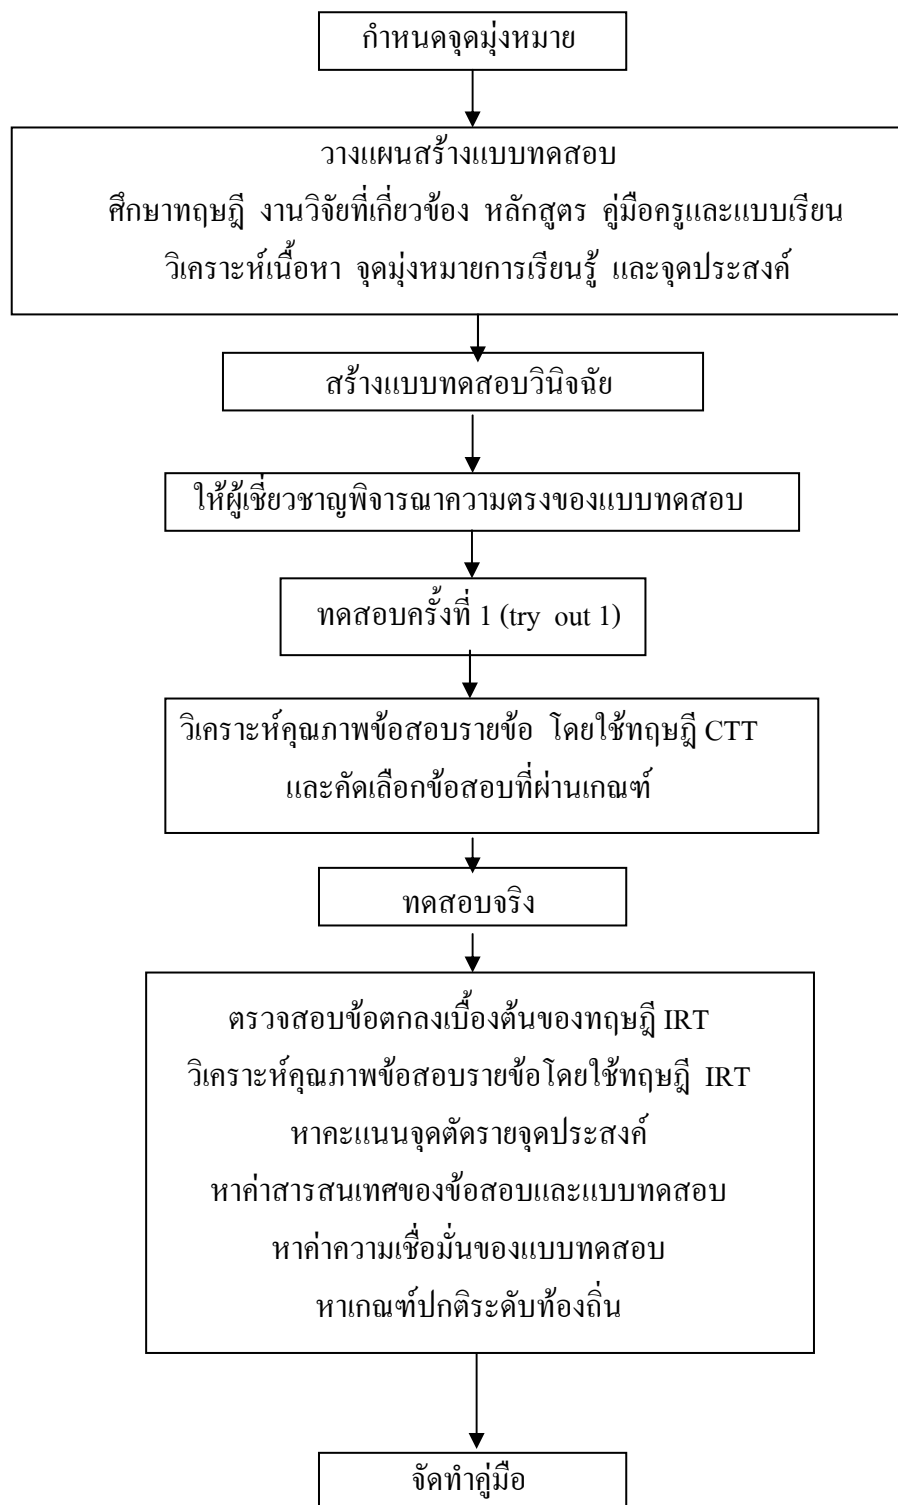 กำหนดจุดมุ่งหมาย
วางแผนสร้างแบบทดสอบ
ศึกษาทฤษฎี งานวิจัยที่เกี่ยวข้อง หลักสูตร คู่มือครูและแบบเรียน
วิเคราะห์เนื้อหา จุดมุ่งหมายการเรียนรู้ และจุดประสงค์
สร้างแบบทดสอบวินิจฉัย
ให้ผู้เชี่ยวชาญพิจารณาความตรงของแบบทดสอบ
ทดสอบครั้งที่ 1 (try out 1)
วิเคราะห์คุณภาพข้อสอบรายข้อ โดยใช้ทฤษฎี CTT
และคัดเลือกข้อสอบที่ผ่านเกณฑ์
ทดสอบจริง
ตรวจสอบข้อตกลงเบื้องต้นของทฤษฎี IRT
วิเคราะห์คุณภาพข้อสอบรายข้อโดยใช้ทฤษฎี IRT
หาคะแนนจุดตัดรายจุดประสงค์
หาค่าสารสนเทศของข้อสอบและแบบทดสอบ
หาค่าความเชื่อมั่นของแบบทดสอบ
หาเกณฑ์ปกติระดับท้องถิ่น
จัดทำคู่มือ